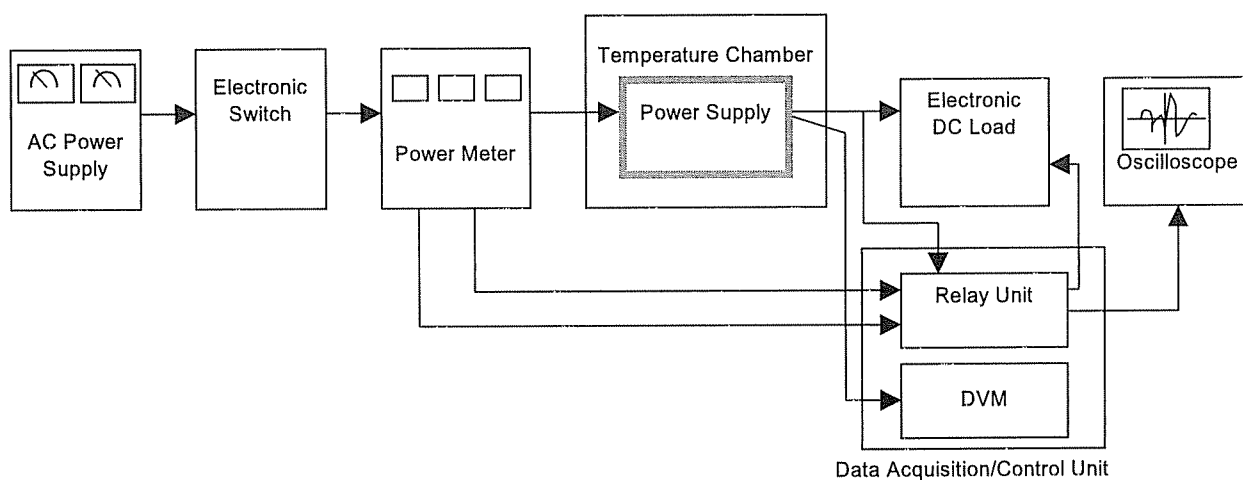 AC Power
Supply
Electronic
Switch
Power Meter
Temperature Chamber
Power Supply
Electronic
DC Load
Oscilloscope
Relay Unit
DVM
Data Acquisition/Control Unit